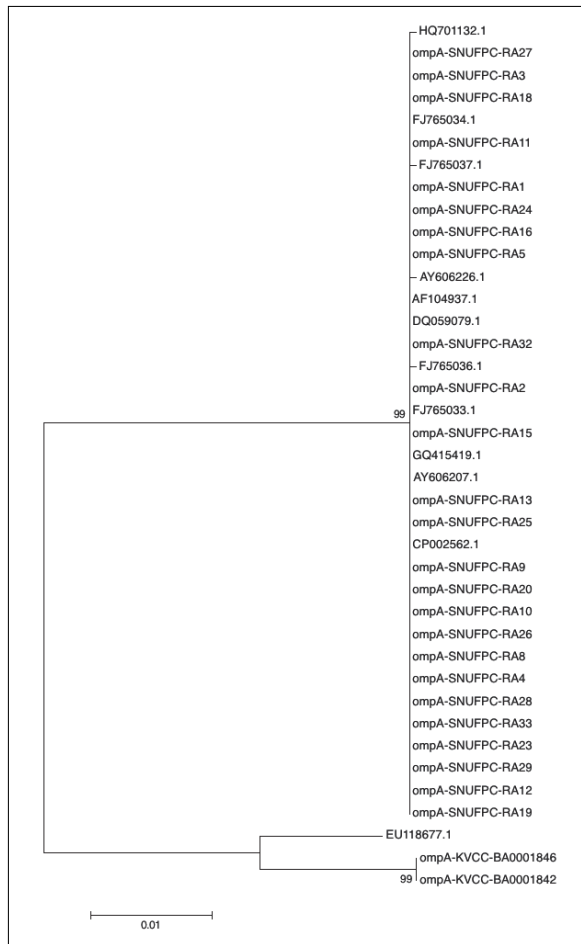 HQ701132.1
ompA-SNUFPC-RA27
ompA-SNUFPC-RA3
ompA-SNUFPC-RA18
FJ765034.1
ompA-SNUFPC-RA11
FJ765037.1
ompA-SNUFPC-RA1
ompA-SNUFPC-RA24
ompA-SNUFPC-RA16
ompA-SNUFPC-RA5
AY606226.1
AF104937.1
DQ059079.1
ompA-SNUFPC-RA32
FJ765036.1
ompA-SNUFPC-RA2
99 FJ765033.1
ompA-SNUFPC-RA15
GQ415419.1
AY606207.1
ompA-SNUFPC-RA13
ompA-SNUFPC-RA25
CP002562.1
ompA-SNUFPC-RA9
ompA-SNUFPC-RA20
ompA-SNUFPC-RA10
ompA-SNUFPC-RA26
ompA-SNUFPC-RA8
ompA-SNUFPC-RA4
ompA-SNUFPC-RA28
ompA-SNUFPC-RA33
ompA-SNUFPC-RA23
ompA-SNUFPC-RA29
ompA-SNUFPC-RA12
ompA-SNUFPC-RA19
EU118677.1
ompA-KVCC-BA0001846
99 ompA-KVCC-BA0001842
0.01